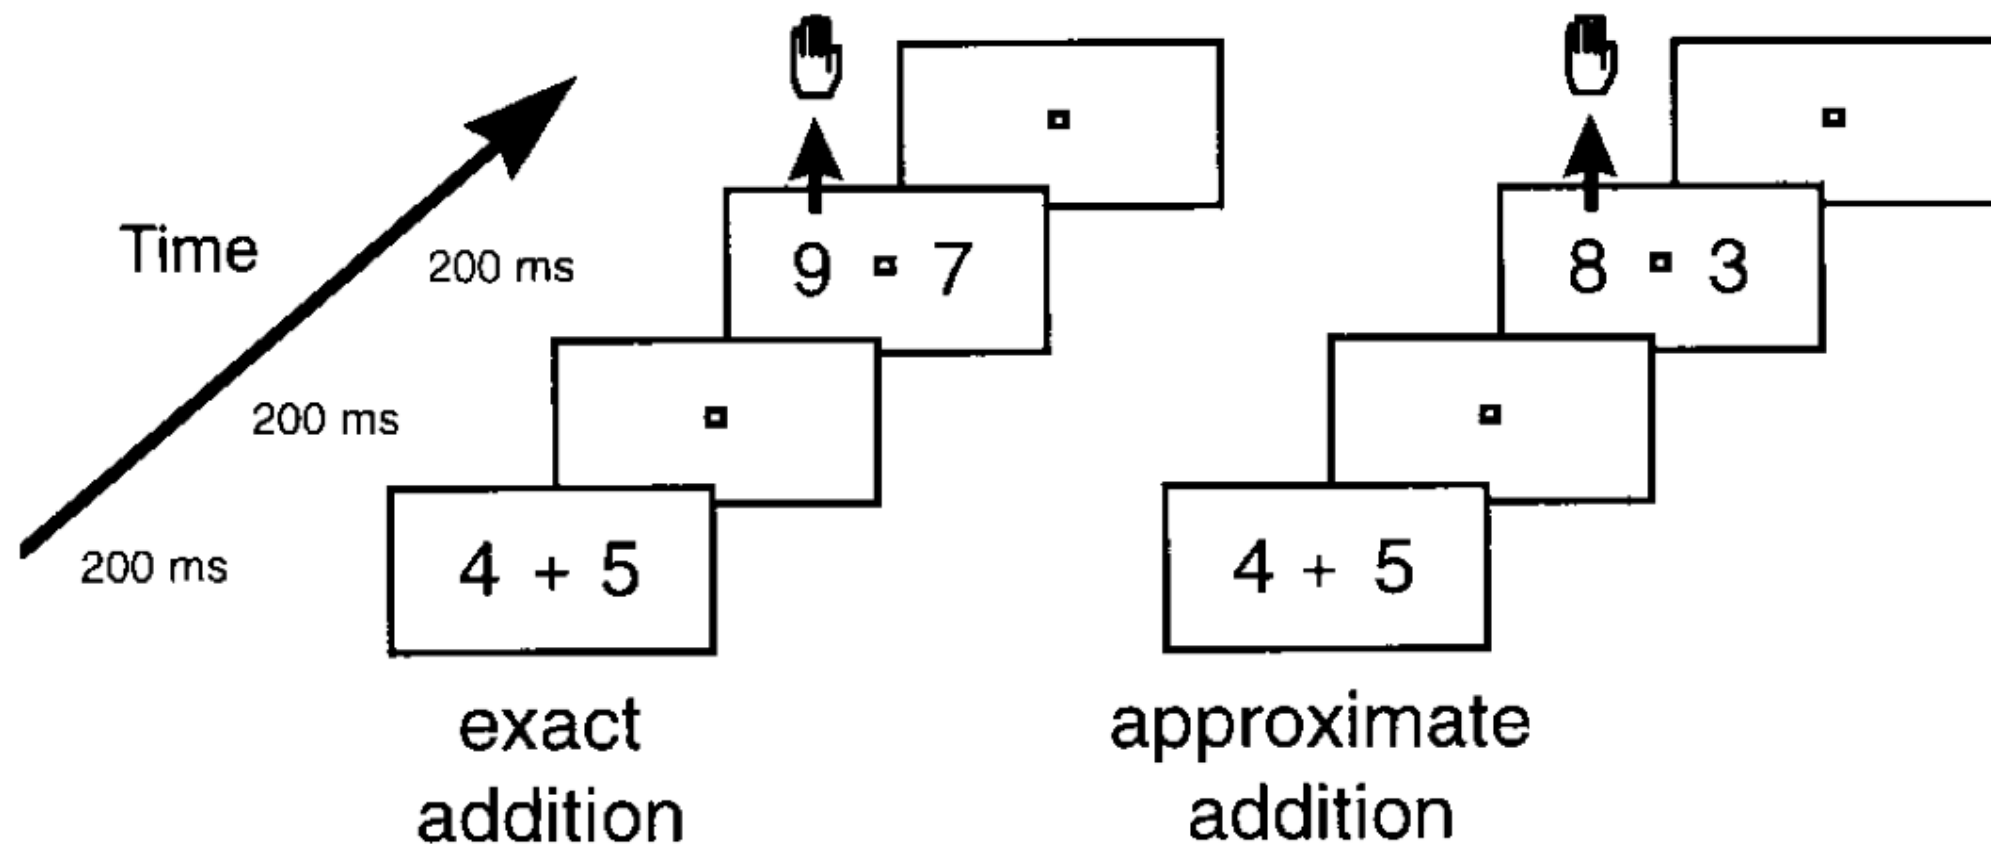 Time
200 ms
200 ms
200 ms
9 7
4 + 5
exact
addition
8 3
4 + 5
approximate
addition